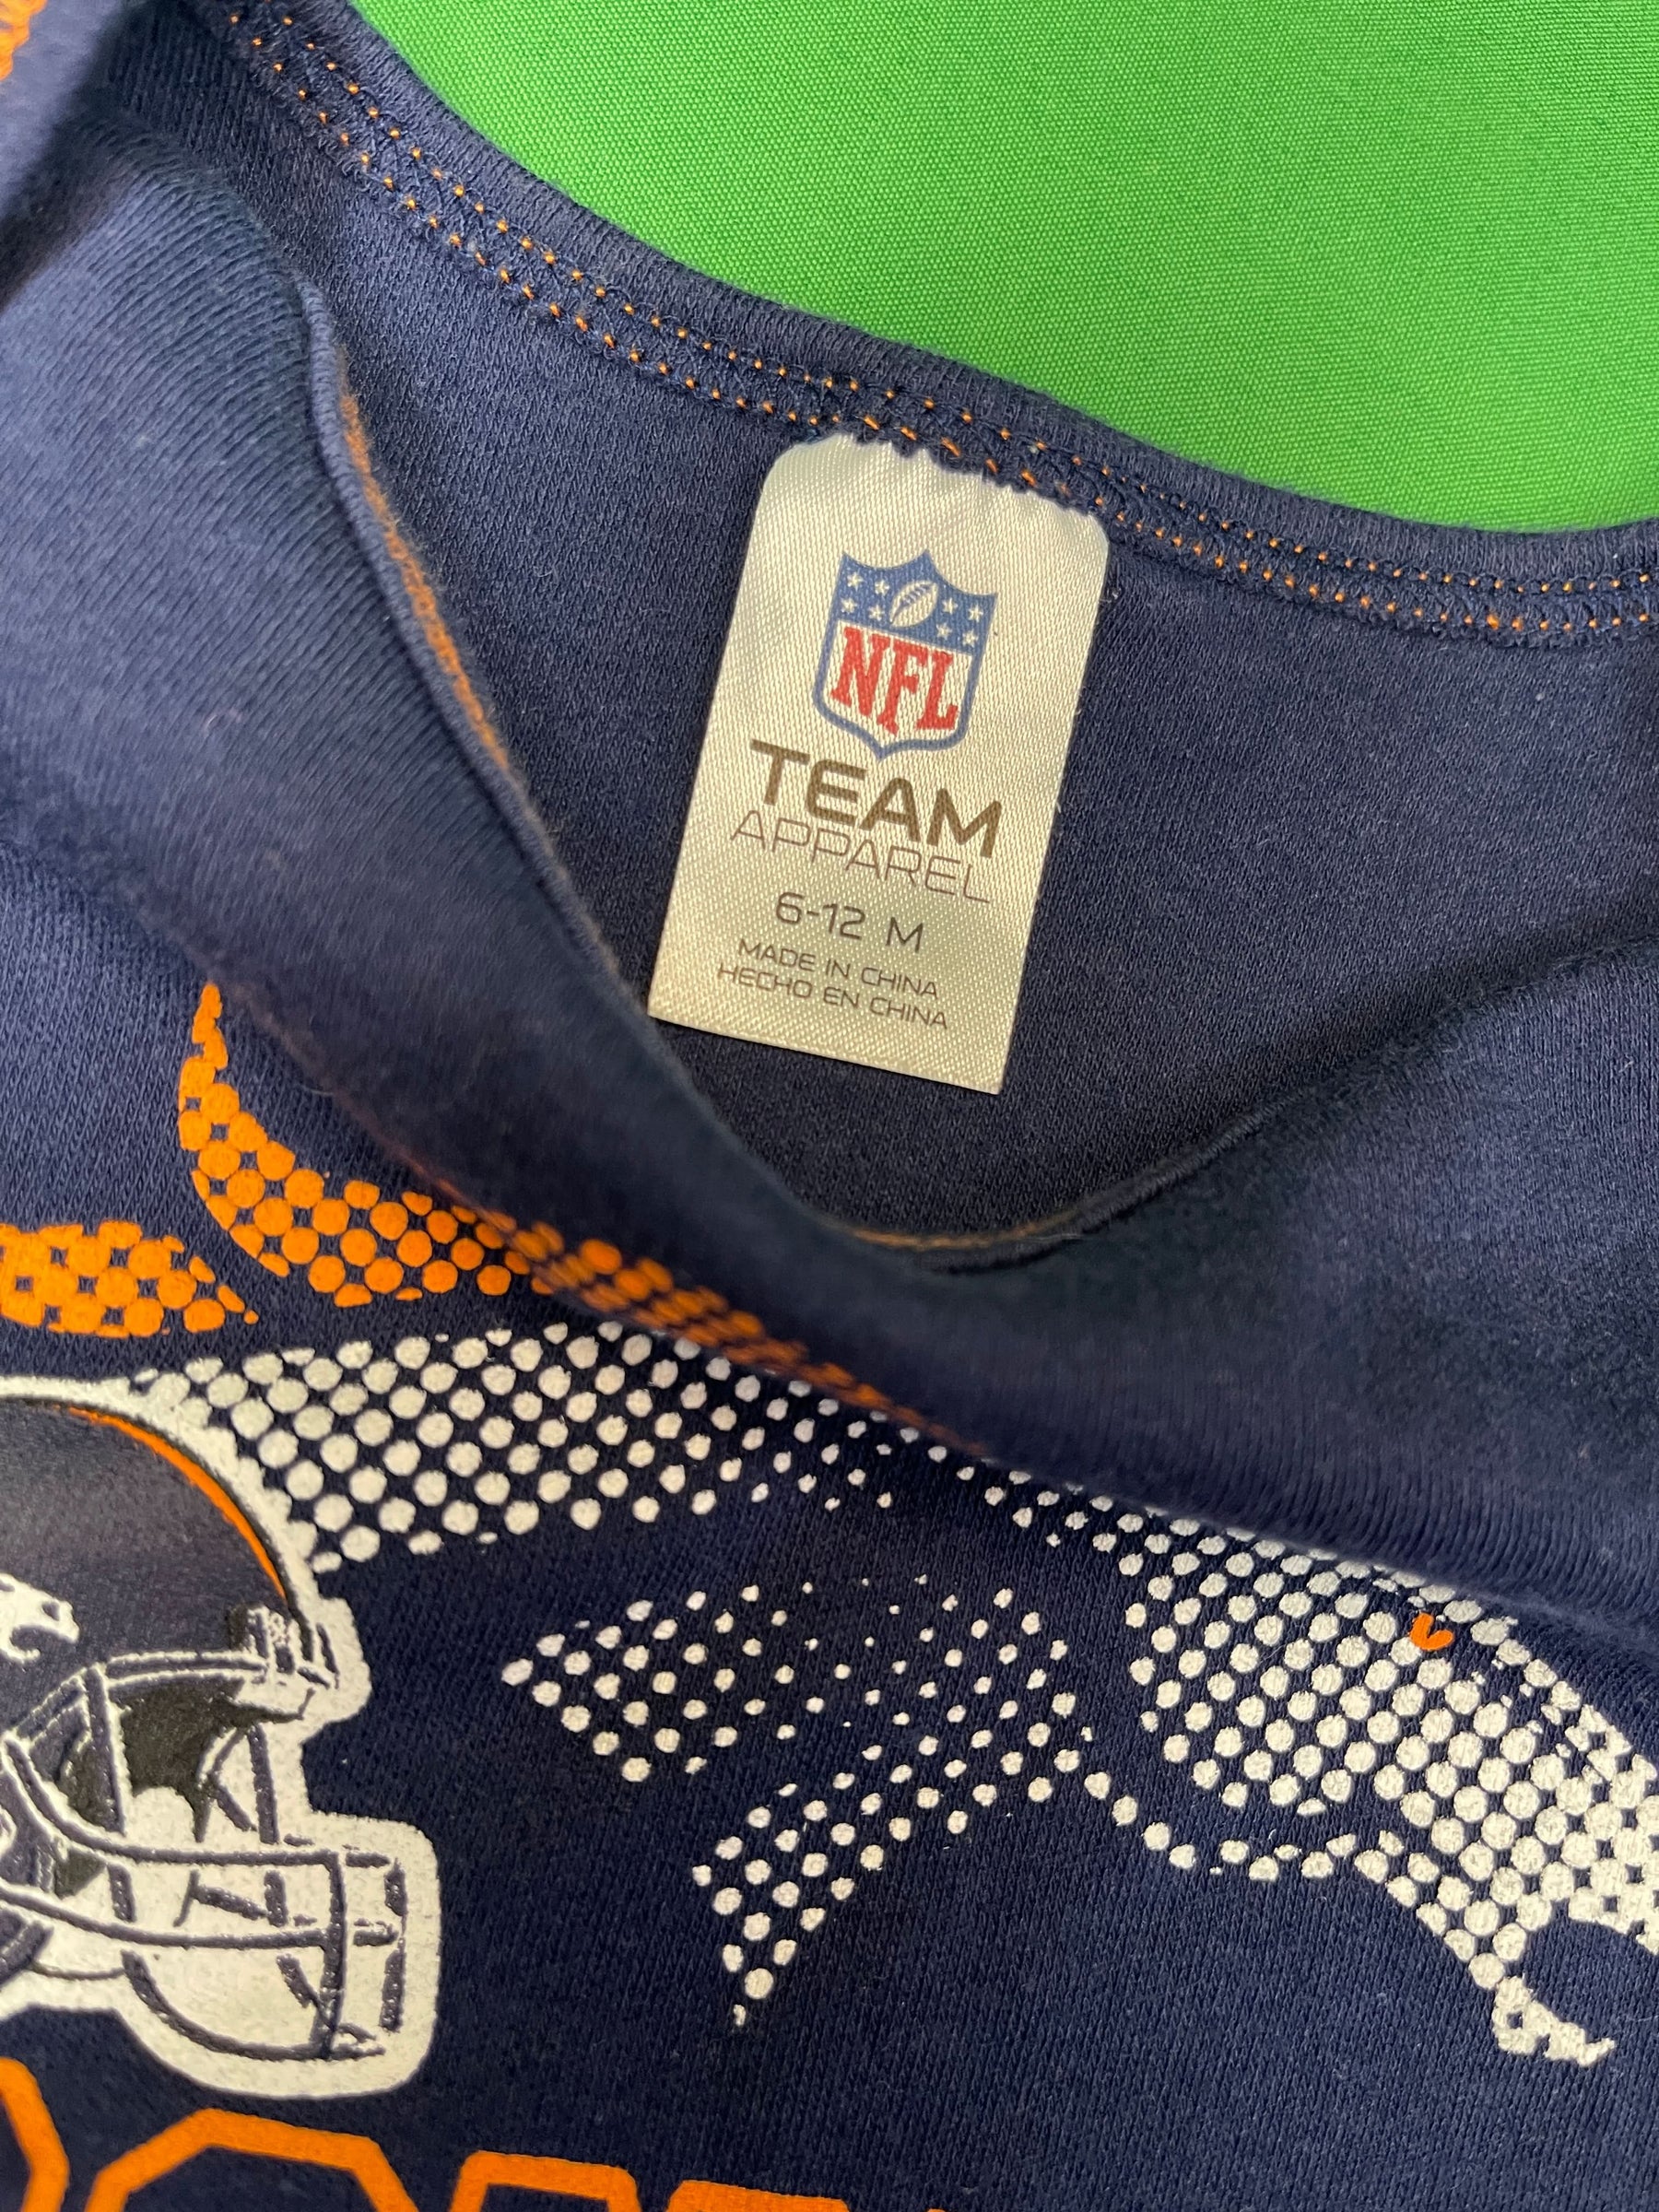 NFL
TEAM
APPAREL
6-12 M
MADE IN CHINA
HECHO EN CHINA